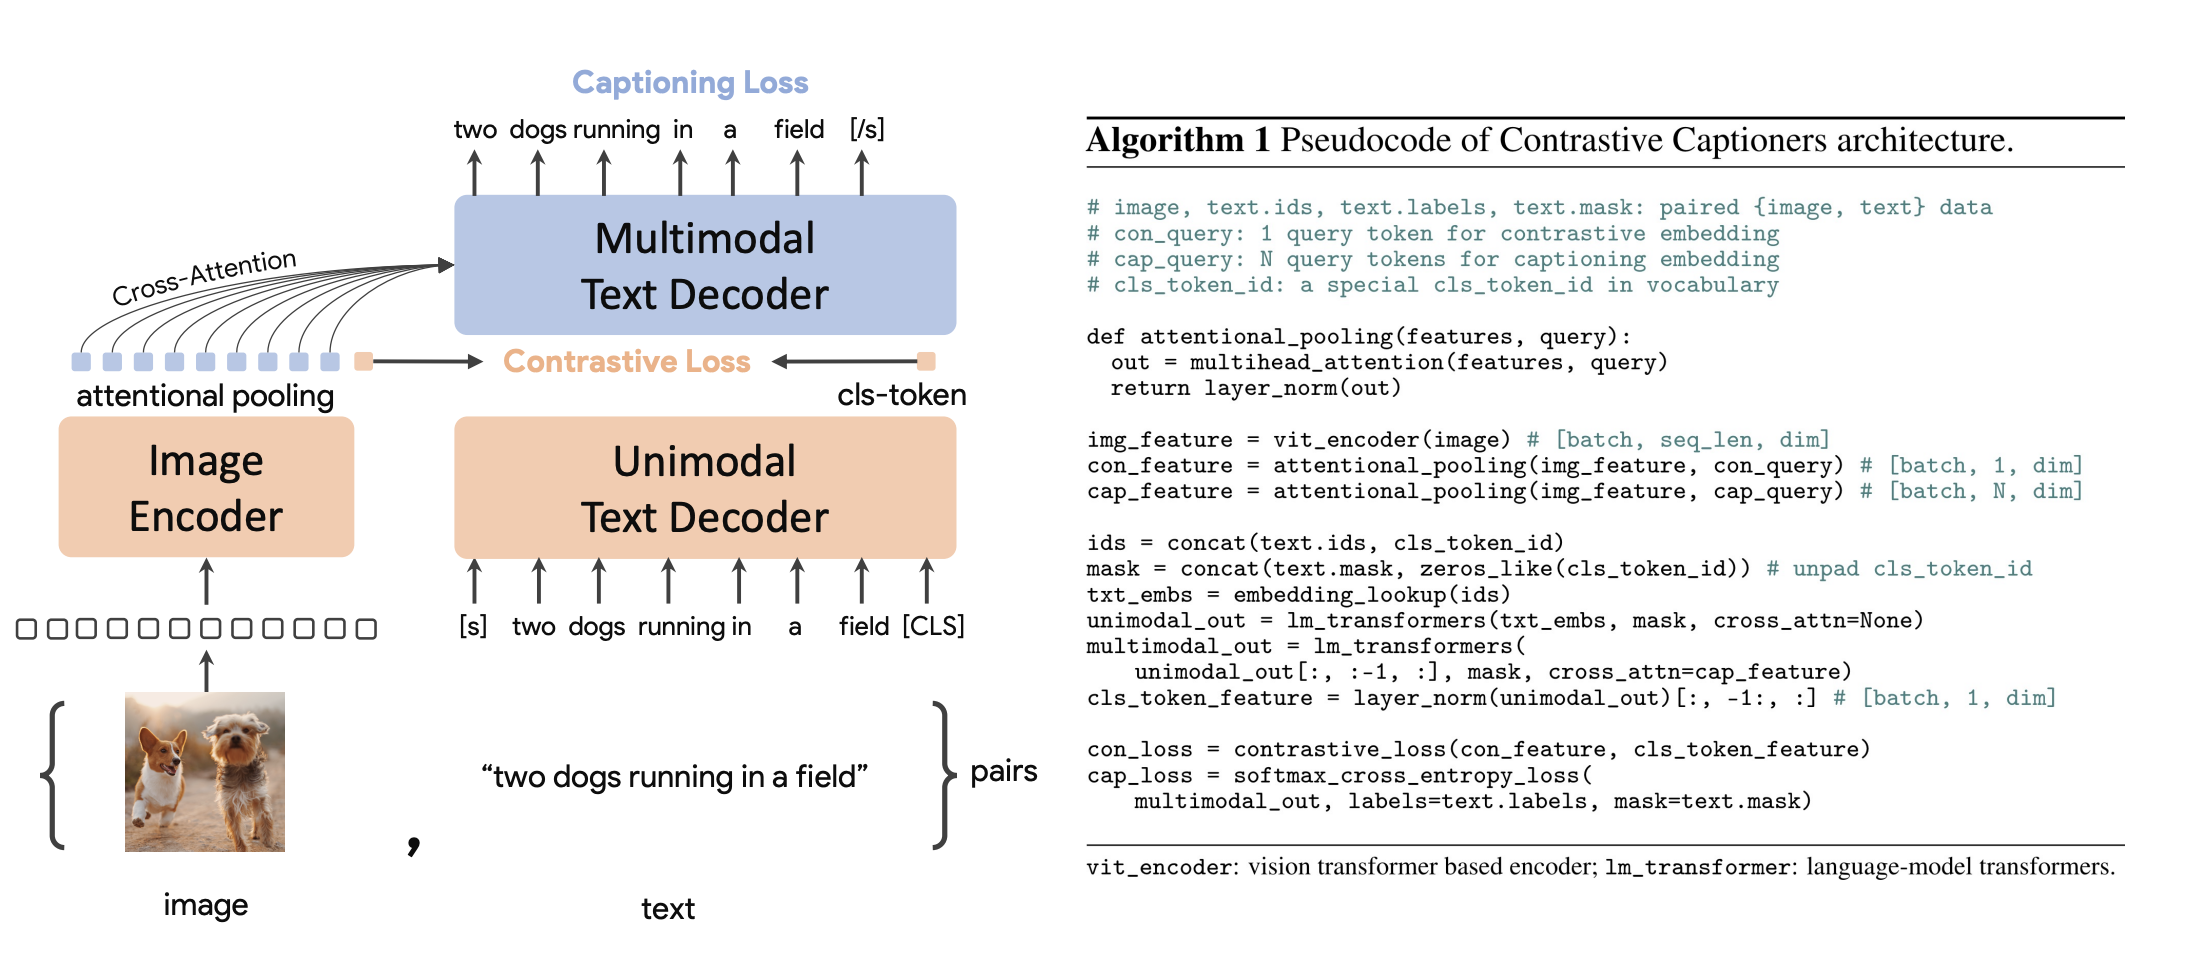 Captioning Loss
two dogs running in a field [/s]
Multimodal
Text Decoder
Cross-Attention
Contrastive Loss
attentional pooling
cls-token
Image
Encoder
Unimodal
Text Decoder
[s] two dogs running in a field [CLS]
“two dogs running in a field”
pairs
,
image
text
Algorithm 1 Pseudocode of Contrastive Captioners architecture.
# image, text.ids, text.labels, text.mask: paired {image, text} data
# con_query: 1 query token for contrastive embedding
# cap_query: N query tokens for captioning embedding
# cls_token_id: a special cls_token_id in vocabulary
def attentional_pooling(features, query):
  out = multihead_attention(features, query)
  return layer_norm(out)
img_feature = vit_encoder(image) # [batch, seq_len, dim]
con_feature = attentional_pooling(img_feature, con_query) # [batch, 1, dim]
cap_feature = attentional_pooling(img_feature, cap_query) # [batch, N, dim]
ids = concat(text.ids, cls_token_id)
mask = concat(text.mask, zeros_like(cls_token_id)) # unpad cls_token_id
txt_embs = embedding_lookup(ids)
unimodal_out = lm_transformers(txt_embs, mask, cross_attn=None)
multimodal_out = lm_transformers(
    unimodal_out[:, :-1, :], mask, cross_attn=cap_feature)
cls_token_feature = layer_norm(unimodal_out)[:, -1:, :] # [batch, 1, dim]
con_loss = contrastive_loss(con_feature, cls_token_feature)
cap_loss = softmax_cross_entropy_loss(
    multimodal_out, labels=text.labels, mask=text.mask)
vit_encoder: vision transformer based encoder; lm_transformer: language-model transformers.